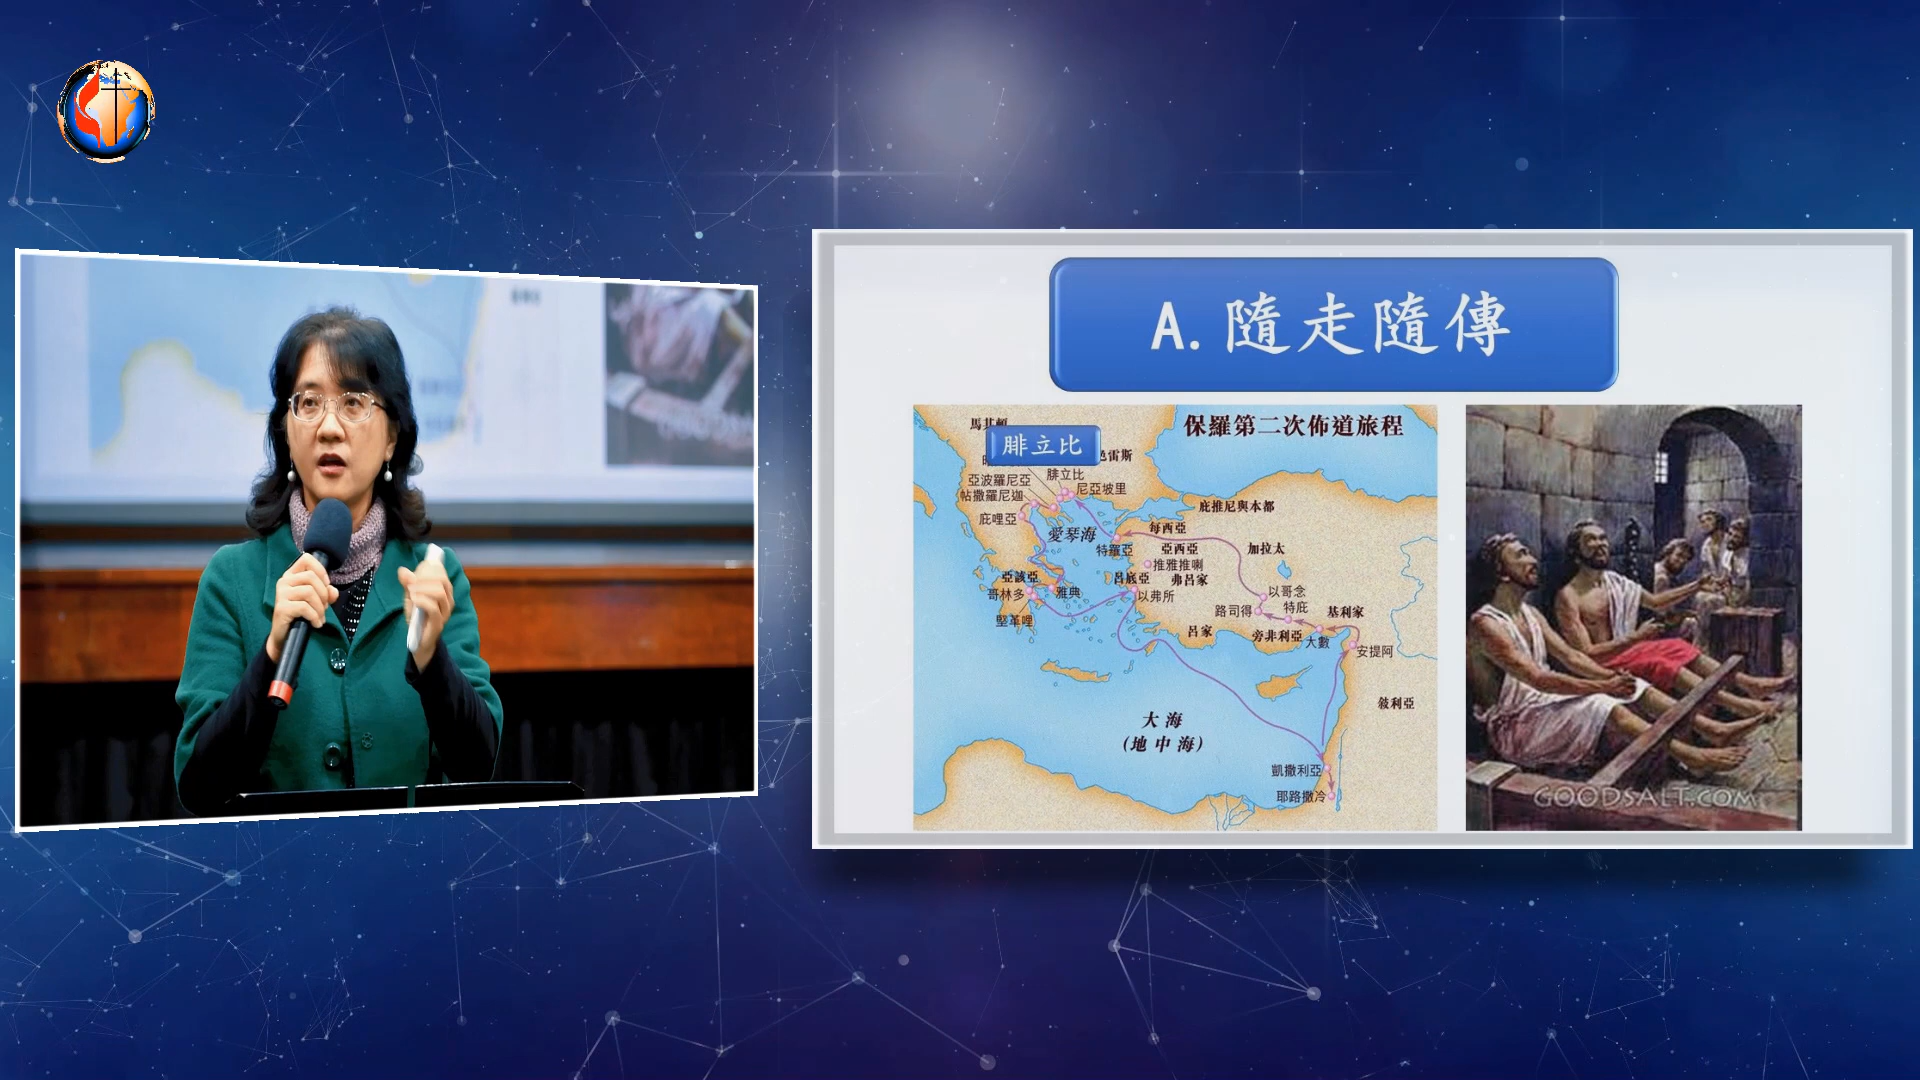 A. 隨走隨傳
保羅第二次佈道旅程
腓立比
色雷斯
腓立比
亞波羅尼亞
尼亞坡里
帖撒羅尼迦
庇推尼與本都
庇哩亞
每西亞
愛琴海
特羅亞
亞西亞
加拉太
推雅推喇
亞該亞
呂底亞
弗呂家
哥林多
雅典
以弗所
以哥念
路司得
特庇
基利家
堅革哩
呂家
旁非利亞
大數
安提阿
敍利亞
大海
(地中海)
凱撒利亞
耶路撒冷
GOODSALT.COM